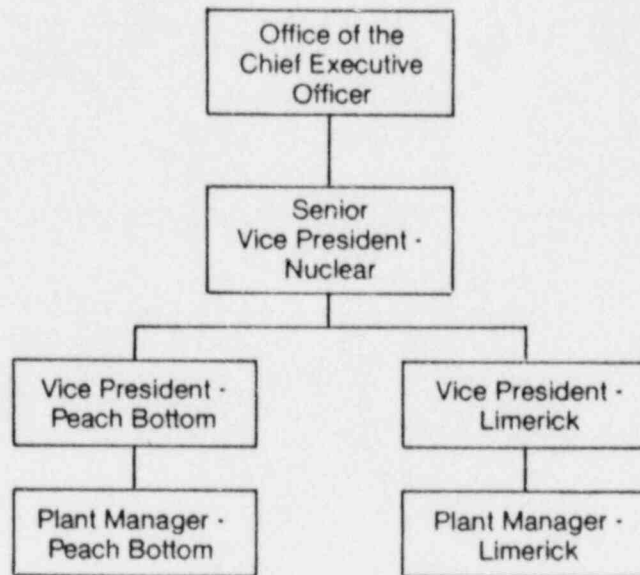 Office of the
Chief Executive
Officer
Senior
Vice President -
Nuclear
Vice President -
Peach Bottom
Vice President -
Limerick
Plant Manager -
Peach Bottom
Plant Manager -
Limerick